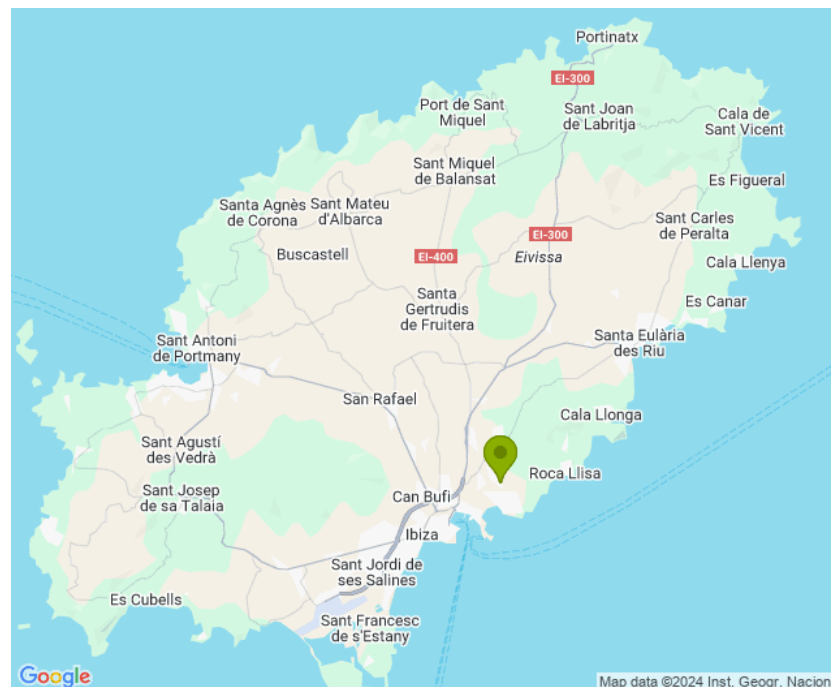 Portinatx
EI-300
Port de Sant
Miquel
Sant Joan
de Labritja
Cala de
Sant Vicent
Sant Miquel
de Balansat
Es Figueral
Santa Agnès
de Corona
Sant Mateu
d'Albarca
Sant Carles
de Peralta
EI-300
Buscastell
EI-400
Eivissa
Cala Llenya
Santa
Gertrudis
de Fruitera
Es Canar
Sant Antoni
de Portmany
Santa Eulària
des Riu
San Rafael
Cala Llonga
Sant Agustí
des Vedrà
Roca Llisa
Sant Josep
de sa Talaia
Can Bufi
Ibiza
Sant Jordi de
ses Salines
Es Cubells
Sant Francesc
de s'Estany
Google
Map data ©2024 Inst. Geogr. Nacion